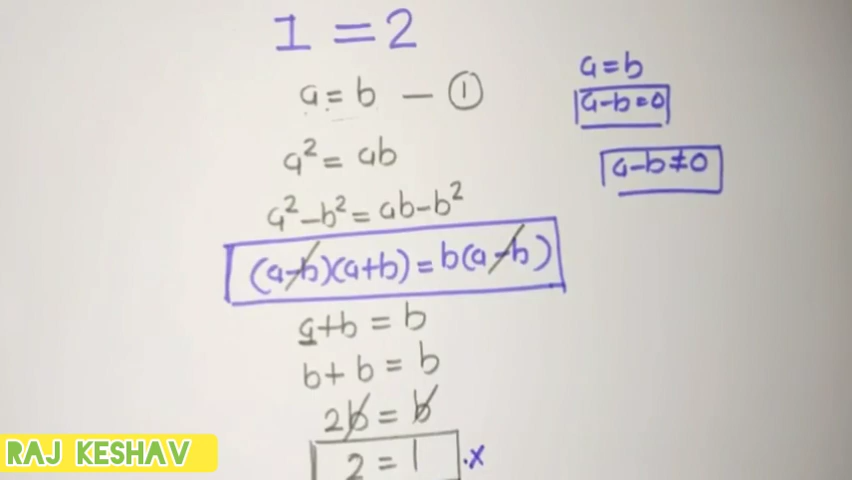 1 = 2
a = b — ①
a² = ab
a² - b² = ab - b²
(a-b)(a+b) = b(a-b)
a+b = b
b+b = b
2b = b
2 = 1 .x
a = b
a-b = 0
a-b ≠ 0
RAJ KESHAV